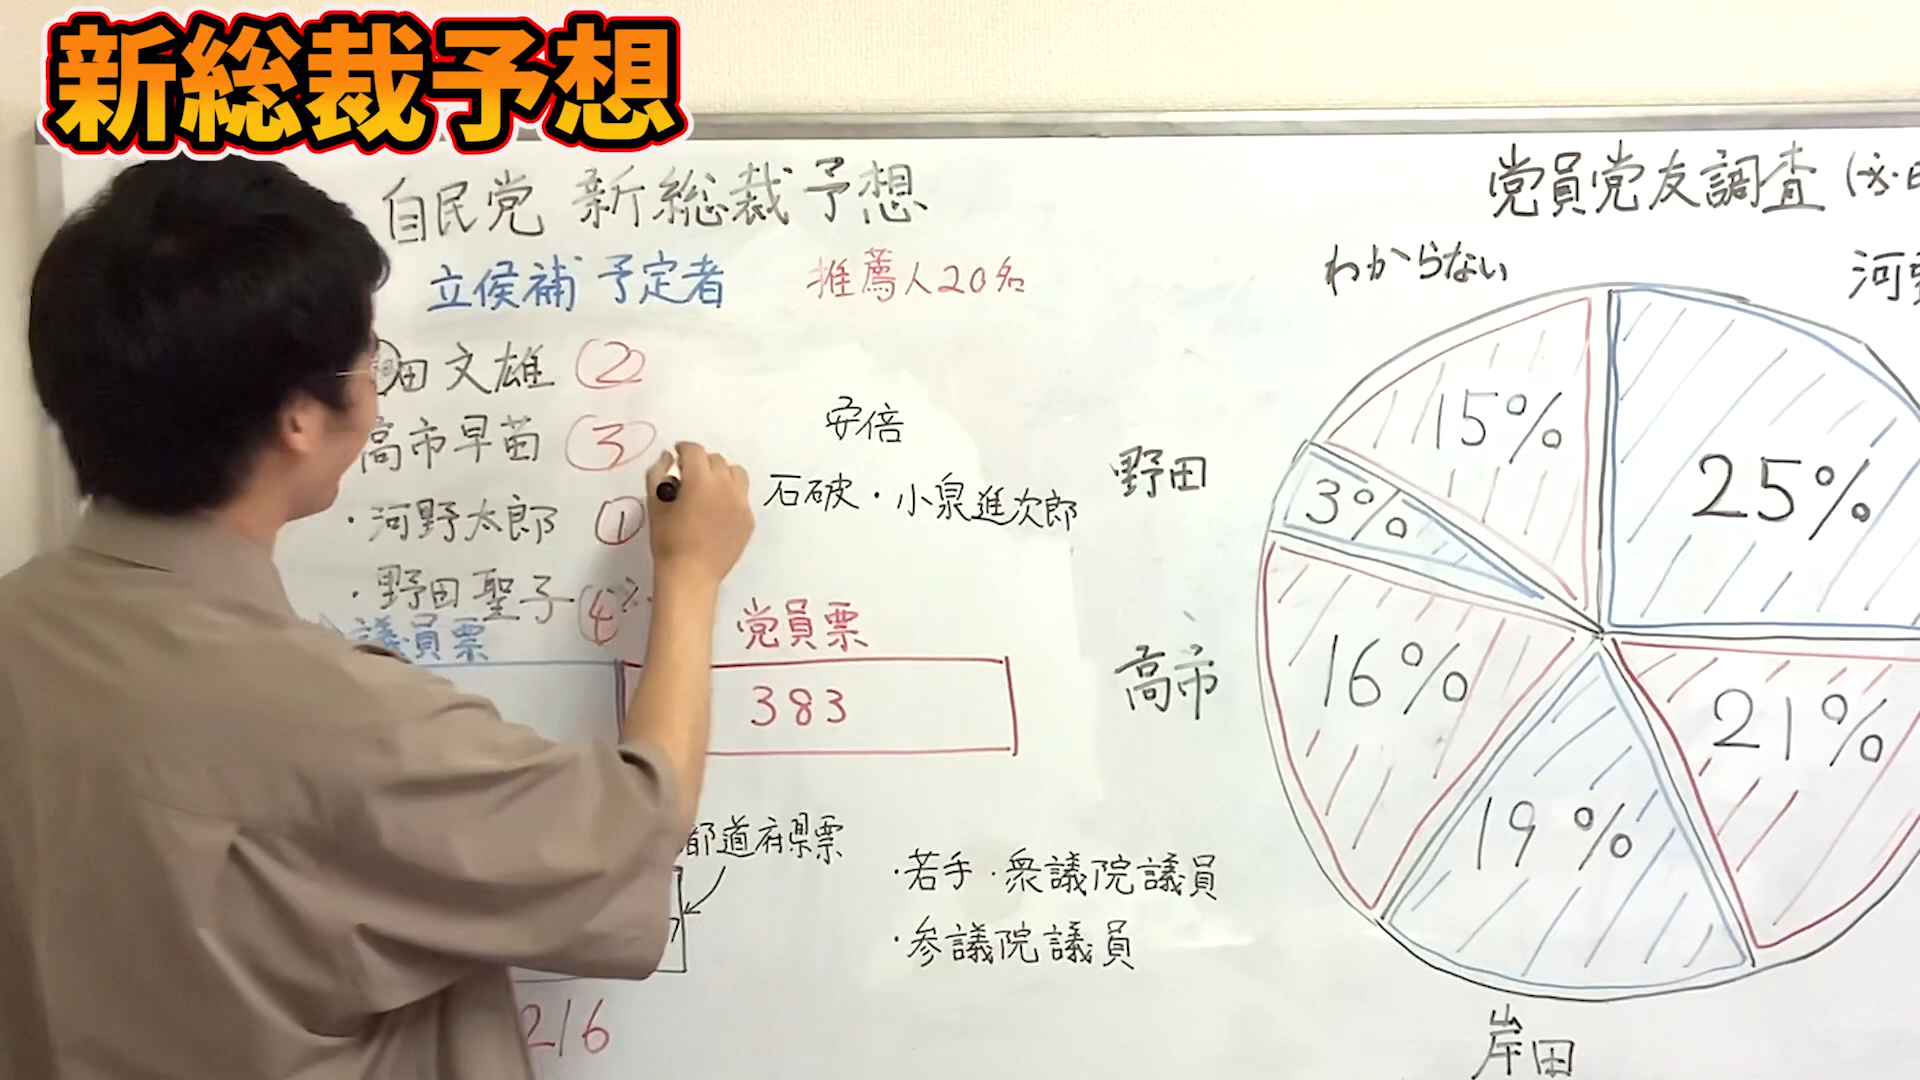 新総裁予想
自民党 新総裁予想
立侯補予定者 推薦人20名
田文雄 ②
高市早苗 ③
・河野太郎 ①
・野田聖子 ④
安倍
石破・小泉進次郎
議員票
党員票
383
都道府県票
216
・若手・衆議院議員
・参議院議員
党員党友調査
わからない
河野
15%
25%
野田
3%
高市
16%
21%
19%
岸田